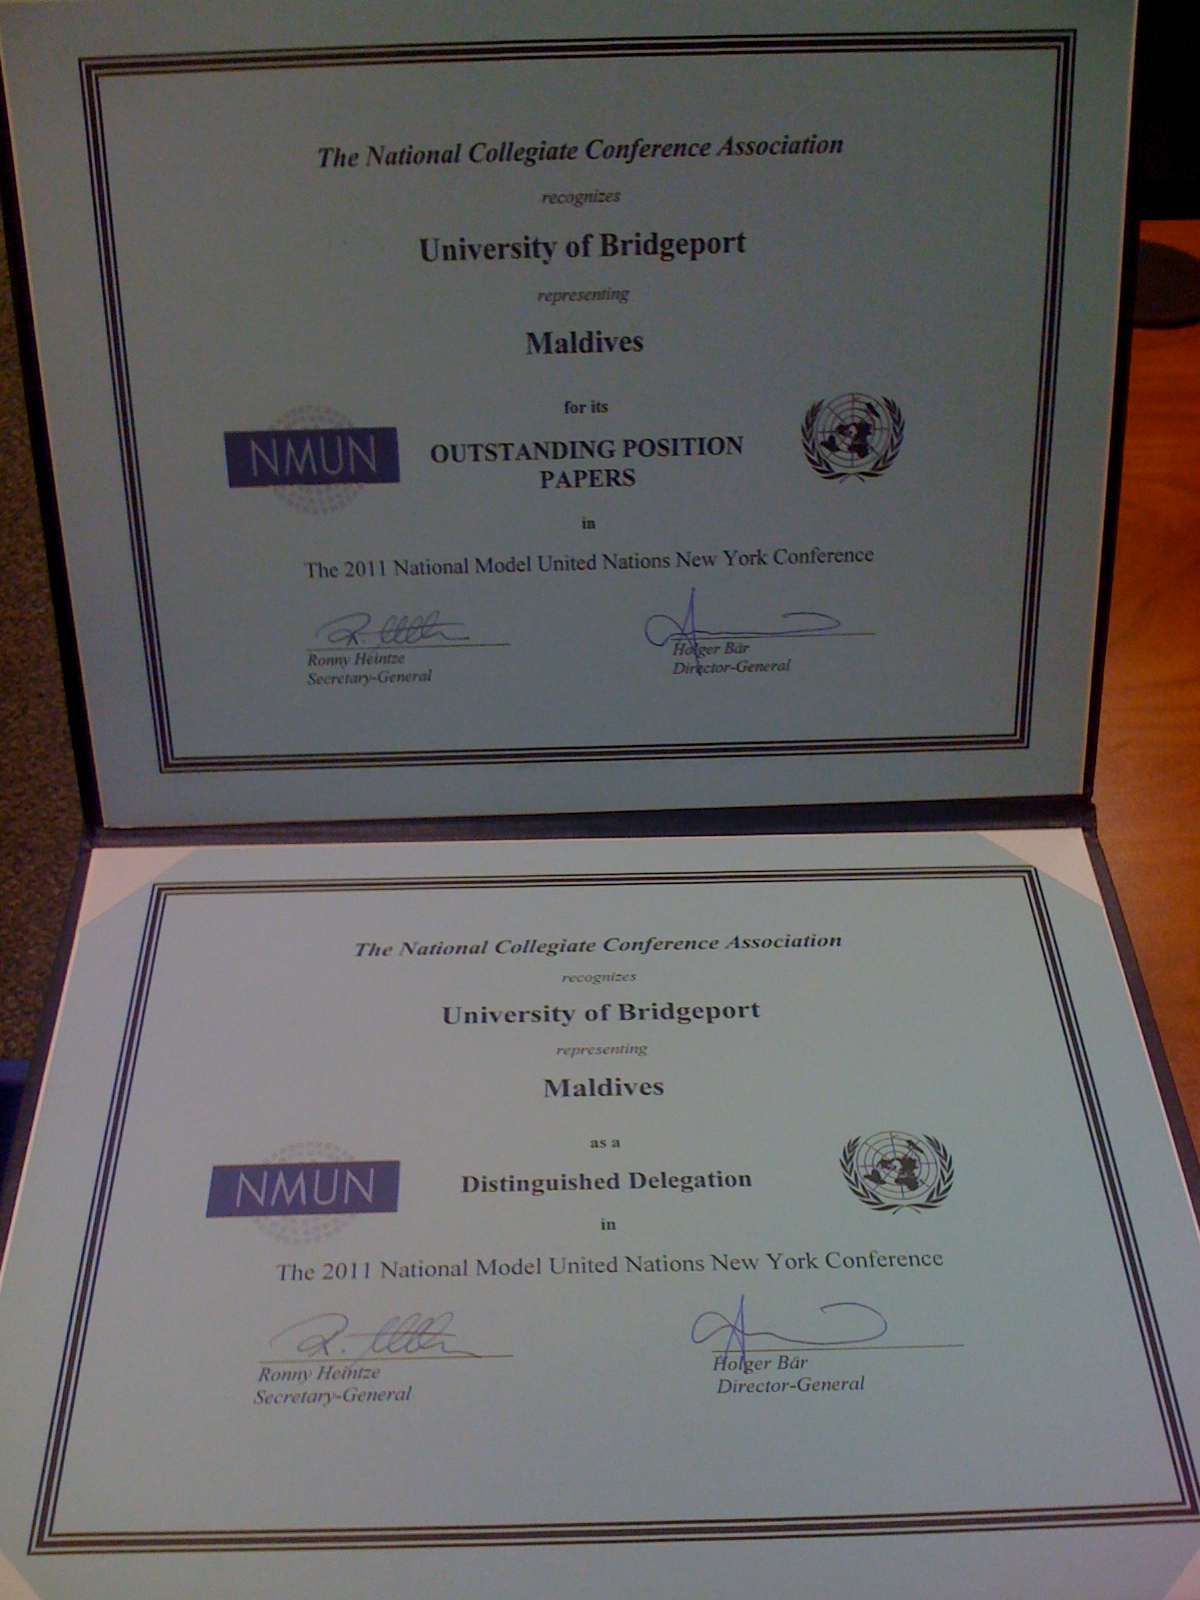 The National Collegiate Conference Association
recognizes
University of Bridgeport
representing
Maldives
for its
NMUN
OUTSTANDING POSITION
PAPERS
in
The 2011 National Model United Nations New York Conference
Ronny Heintze
Secretary-General
Holger Bär
Director-General
The National Collegiate Conference Association
recognizes
University of Bridgeport
representing
Maldives
as a
NMUN
Distinguished Delegation
in
The 2011 National Model United Nations New York Conference
Ronny Heintze
Secretary-General
Holger Bär
Director-General